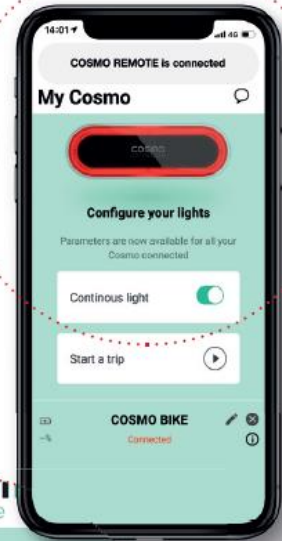 14:01
4G
COSMO REMOTE is connected
My Cosmo
COSMO
Configure your lights
Parameters are now available for all your
Cosmo connected
Continous light
Start a trip
COSMO BIKE
Connected